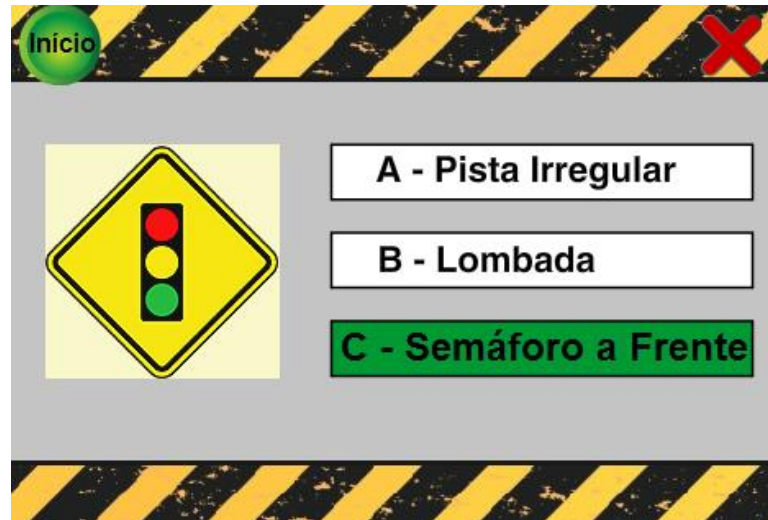 Início
A - Pista Irregular
B - Lombada
C - Semáforo a Frente